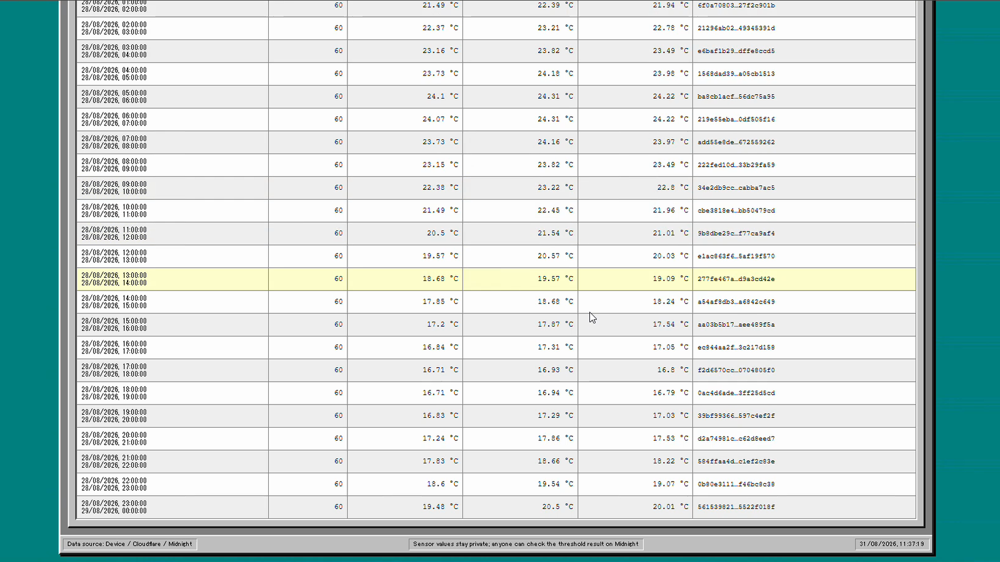 28/08/2026, 01:00:00 60 21.49 °C 22.39 °C 21.94 °C 6f0a70803…27f2c901b
28/08/2026, 02:00:00
28/08/2026, 02:00:00 60 22.37 °C 23.21 °C 22.78 °C 21296ab02…49345391d
28/08/2026, 03:00:00
28/08/2026, 03:00:00 60 23.16 °C 23.82 °C 23.49 °C e6baf1b29…dffe8ccd5
28/08/2026, 04:00:00
28/08/2026, 04:00:00 60 23.73 °C 24.18 °C 23.98 °C 1568dad39…a05cb1513
28/08/2026, 05:00:00
28/08/2026, 05:00:00 60 24.1 °C 24.31 °C 24.22 °C ba8cb1acf…56dc75a95
28/08/2026, 06:00:00
28/08/2026, 06:00:00 60 24.07 °C 24.31 °C 24.22 °C 219e55eba…0df505f16
28/08/2026, 07:00:00
28/08/2026, 07:00:00 60 23.73 °C 24.16 °C 23.97 °C add55e8de…672559262
28/08/2026, 08:00:00
28/08/2026, 08:00:00 60 23.15 °C 23.82 °C 23.49 °C 222fed10d…33b29fa59
28/08/2026, 09:00:00
28/08/2026, 09:00:00 60 22.38 °C 23.22 °C 22.8 °C 34e2db9cc…cabba7ac5
28/08/2026, 10:00:00
28/08/2026, 10:00:00 60 21.49 °C 22.45 °C 21.96 °C cbe3818e4…bb50479cd
28/08/2026, 11:00:00
28/08/2026, 11:00:00 60 20.5 °C 21.54 °C 21.01 °C 9b8dbe29c…f77ca9af4
28/08/2026, 12:00:00
28/08/2026, 12:00:00 60 19.57 °C 20.57 °C 20.03 °C e1ac863f6…5af19f570
28/08/2026, 13:00:00
28/08/2026, 13:00:00 60 18.68 °C 19.57 °C 19.09 °C 277fe467a…d9a3cd42e
28/08/2026, 14:00:00
28/08/2026, 14:00:00 60 17.85 °C 18.68 °C 18.24 °C a54af8db3…a6842c649
28/08/2026, 15:00:00
28/08/2026, 15:00:00 60 17.2 °C 17.87 °C 17.54 °C aa03b5b17…aee489f5a
28/08/2026, 16:00:00
28/08/2026, 16:00:00 60 16.84 °C 17.31 °C 17.05 °C ec844aa2f…3c217d158
28/08/2026, 17:00:00
28/08/2026, 17:00:00 60 16.71 °C 16.93 °C 16.8 °C f2d6570cc…0704805f0
28/08/2026, 18:00:00
28/08/2026, 18:00:00 60 16.71 °C 16.94 °C 16.79 °C 0ac4d6ade…3ff25d5cd
28/08/2026, 19:00:00
28/08/2026, 19:00:00 60 16.83 °C 17.29 °C 17.03 °C 39bf99366…597c4ef2f
28/08/2026, 20:00:00
28/08/2026, 20:00:00 60 17.24 °C 17.86 °C 17.53 °C d2a74981c…c62d8eed7
28/08/2026, 21:00:00
28/08/2026, 21:00:00 60 17.83 °C 18.66 °C 18.22 °C 584ffaa4d…c1ef2c83e
28/08/2026, 22:00:00
28/08/2026, 22:00:00 60 18.6 °C 19.54 °C 19.07 °C 0b80e3111…f46bc8c38
28/08/2026, 23:00:00
28/08/2026, 23:00:00 60 19.48 °C 20.5 °C 20.01 °C 561539821…5522f018f
29/08/2026, 00:00:00
Data source: Device / Cloudflare / Midnight
Sensor values stay private; anyone can check the threshold result on Midnight
31/08/2026, 11:37:19